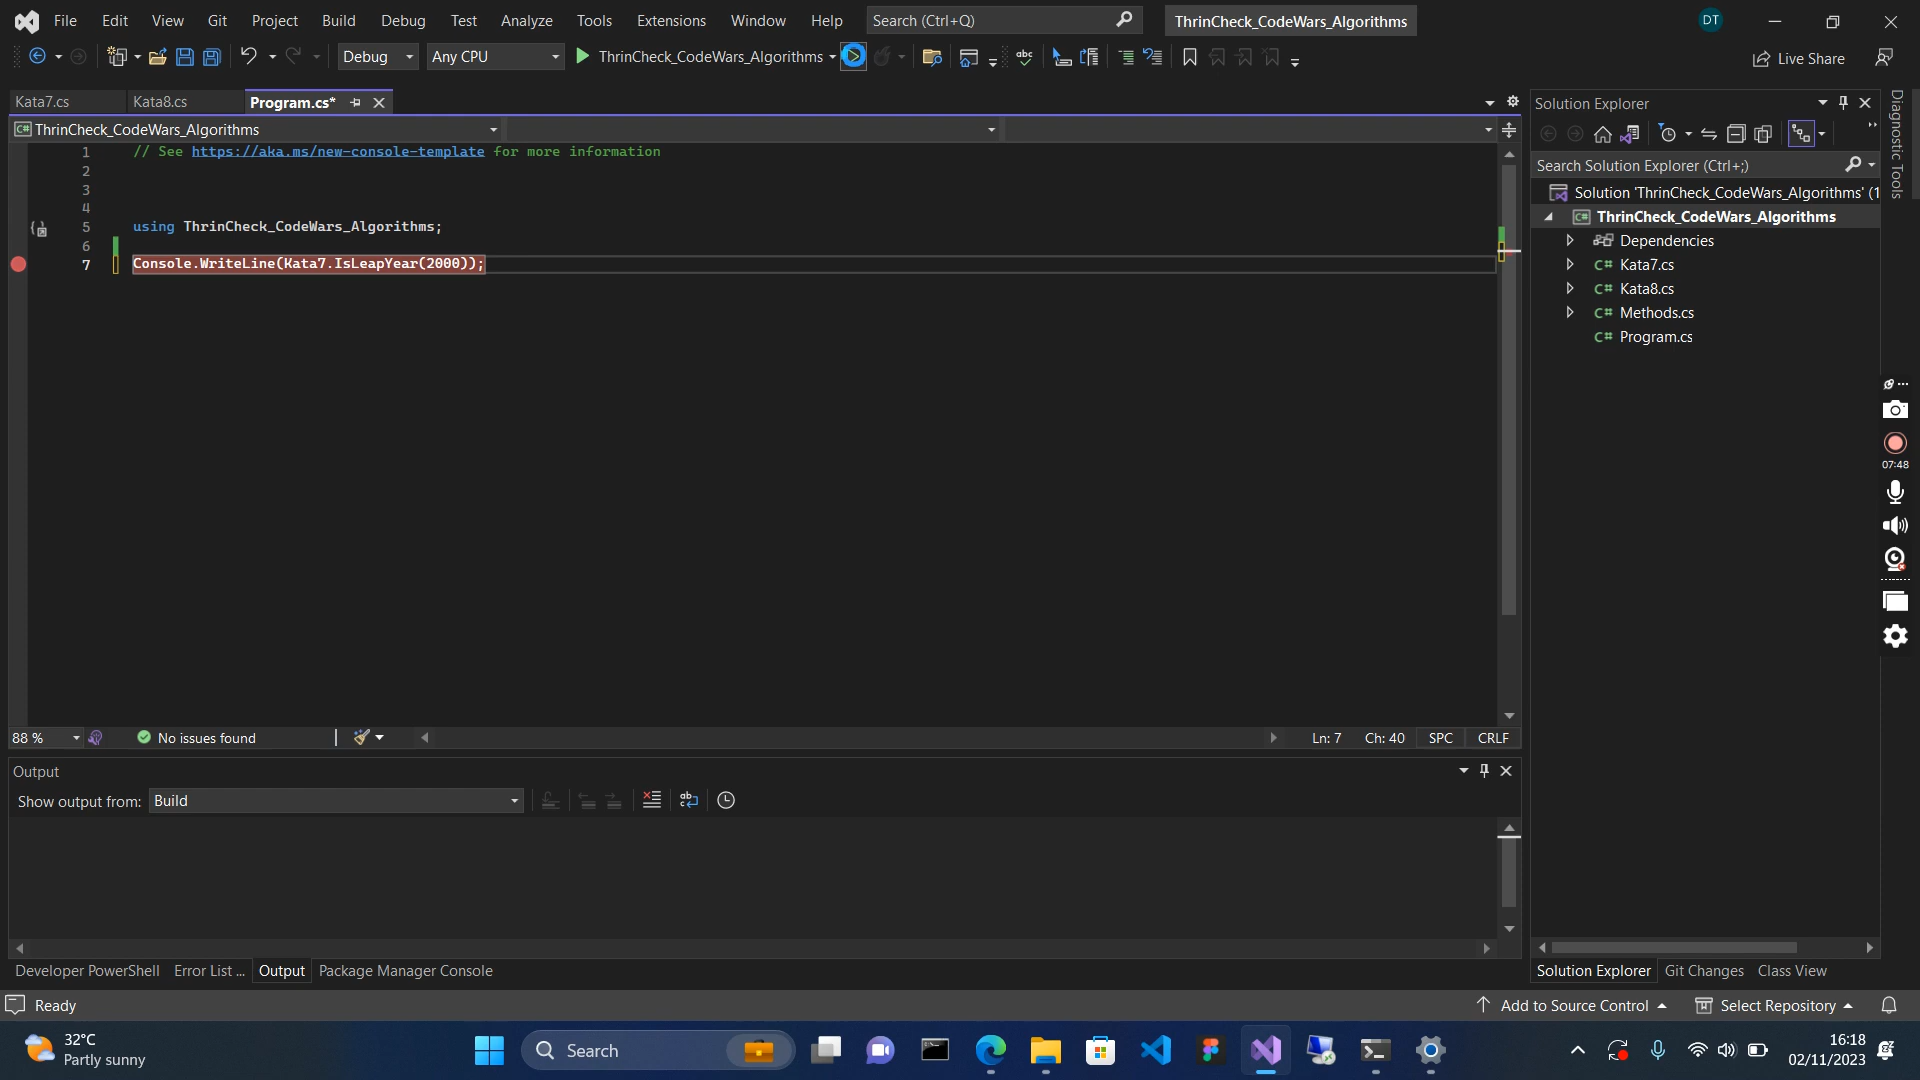 File Edit View Git Project Build Debug Test Analyze Tools Extensions Window Help Search (Ctrl+Q) ThrinCheck_CodeWars_Algorithms DT
Debug Any CPU ThrinCheck_CodeWars_Algorithms Live Share
Kata7.cs Kata8.cs Program.cs*
ThrinCheck_CodeWars_Algorithms
1 // See https://aka.ms/new-console-template for more information
2
3
4
5 using ThrinCheck_CodeWars_Algorithms;
6
7 Console.WriteLine(Kata7.IsLeapYear(2000));
88 % No issues found Ln: 7 Ch: 40 SPC CRLF
Output
Show output from: Build
Developer PowerShell Error List ... Output Package Manager Console
Solution Explorer
Search Solution Explorer (Ctrl+;)
Solution 'ThrinCheck_CodeWars_Algorithms' (1
C# ThrinCheck_CodeWars_Algorithms
Dependencies
C# Kata7.cs
C# Kata8.cs
C# Methods.cs
C# Program.cs
Solution Explorer Git Changes Class View
Diagnostic Tools
07:48
Ready Add to Source Control Select Repository
32°C
Partly sunny
Search
16:18
02/11/2023